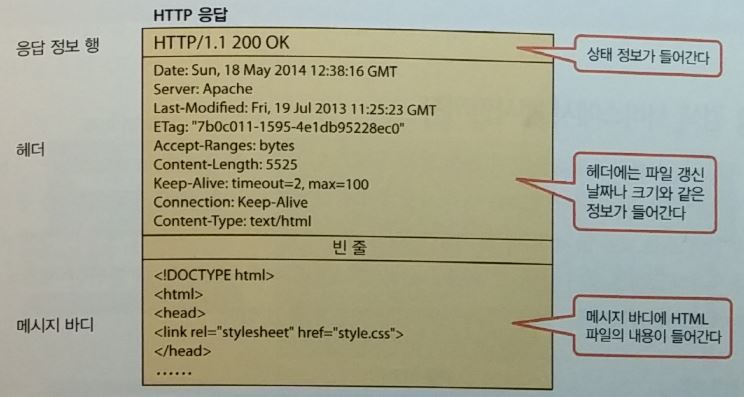 HTTP 응답
응답 정보 행
HTTP/1.1 200 OK
상태 정보가 들어간다
헤더
Date: Sun, 18 May 2014 12:38:16 GMT
Server: Apache
Last-Modified: Fri, 19 Jul 2013 11:25:23 GMT
ETag: "7b0c011-1595-4e1db95228ec0"
Accept-Ranges: bytes
Content-Length: 5525
Keep-Alive: timeout=2, max=100
Connection: Keep-Alive
Content-Type: text/html
헤더에는 파일 갱신
날짜나 크기와 같은
정보가 들어간다
빈 줄
메시지 바디
<!DOCTYPE html>
<html>
<head>
<link rel="stylesheet" href="style.css">
</head>
……
메시지 바디에 HTML
파일의 내용이 들어간다